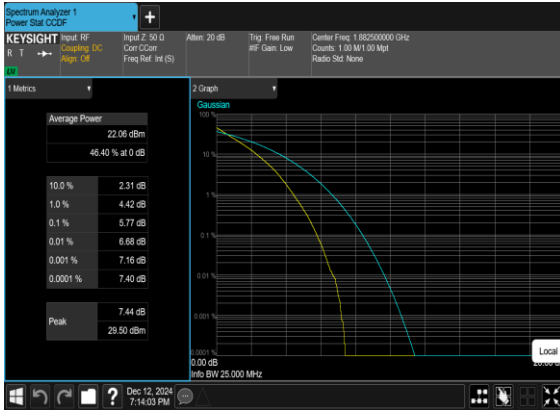 Spectrum Analyzer 1
Power Stat CCDF
KEYSIGHT
R T
LXI
Input: RF
Coupling: DC
Align: Off
Input Z: 50 Ω
Corr CCorr
Freq Ref: Int (S)
Atten: 20 dB
Trig: Free Run
#IF Gain: Low
Center Freq: 1.882500000 GHz
Counts: 1.00 M/1.00 Mpt
Radio Std: None
1 Metrics
Average Power
22.06 dBm
46.40 % at 0 dB
10.0 % 2.31 dB
1.0 % 4.42 dB
0.1 % 5.77 dB
0.01 % 6.68 dB
0.001 % 7.16 dB
0.0001 % 7.40 dB
Peak
7.44 dB
29.50 dBm
2 Graph
Gaussian
100 %
10 %
1 %
0.1 %
0.01 %
0.001 %
0.0001 %
0.00 dB
Info BW 25.000 MHz
Local
Dec 12, 2024
7:14:03 PM